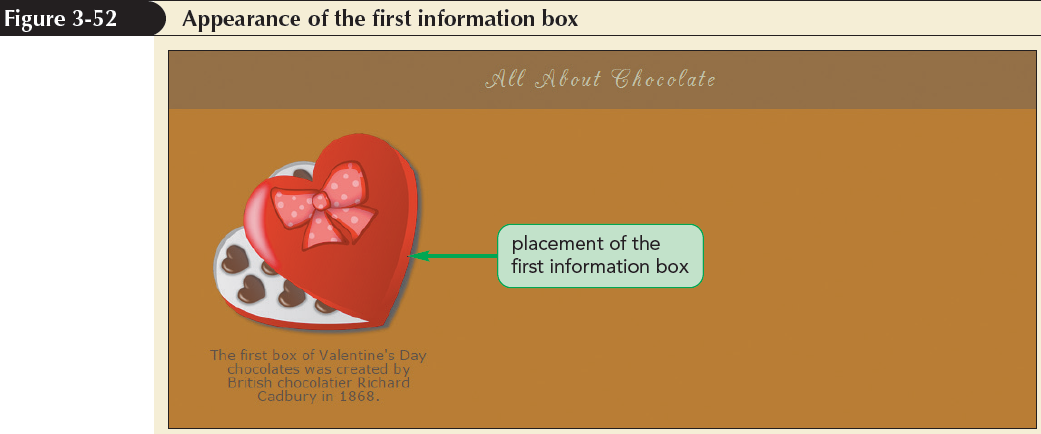 Figure 3-52 Appearance of the first information box
All About Chocolate
placement of the
first information box
The first box of Valentine's Day
chocolates was created by
British chocolatier Richard
Cadbury in 1868.